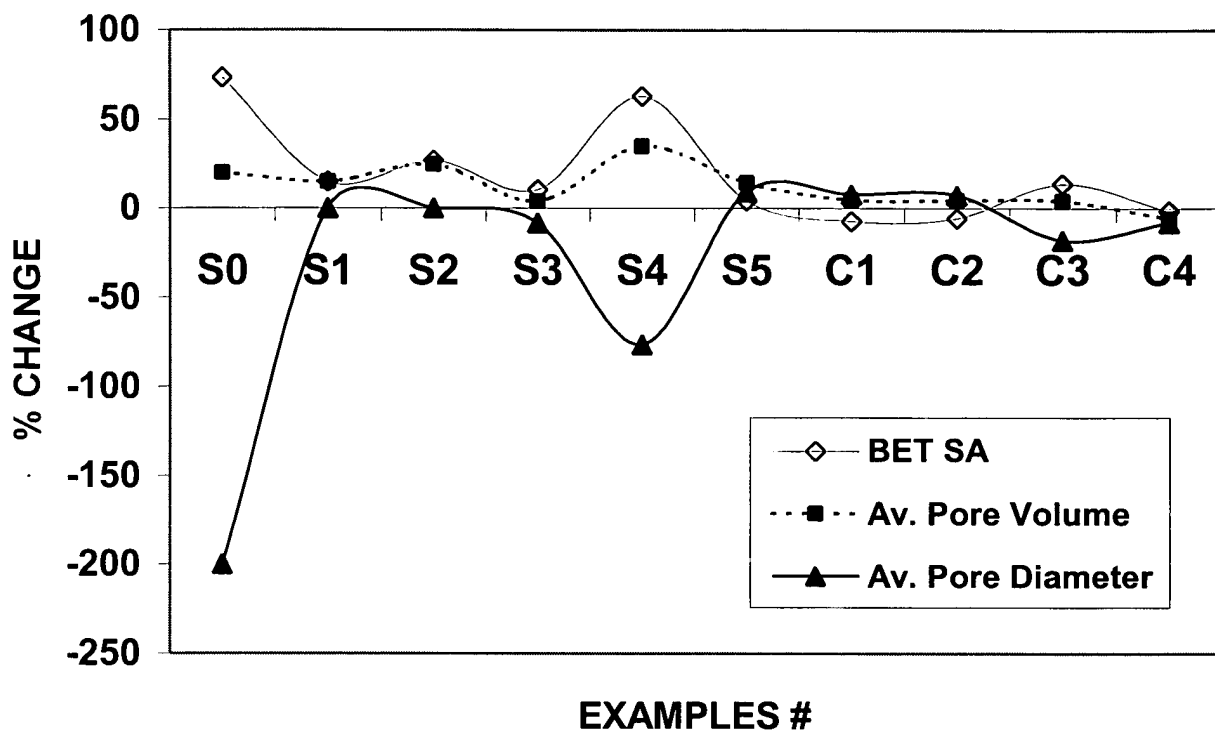 100
50
0
-50
-100
-150
-200
-250
% CHANGE
S0 S1 S2 S3 S4 S5 C1 C2 C3 C4
BET SA
Av. Pore Volume
Av. Pore Diameter
EXAMPLES #